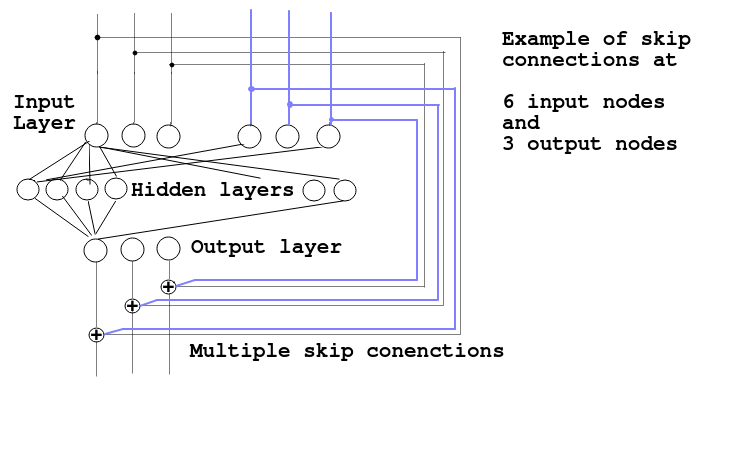 Example of skip
connections at
6 input nodes
and
3 output nodes
Input
Layer
Hidden layers
Output layer
Multiple skip conenctions